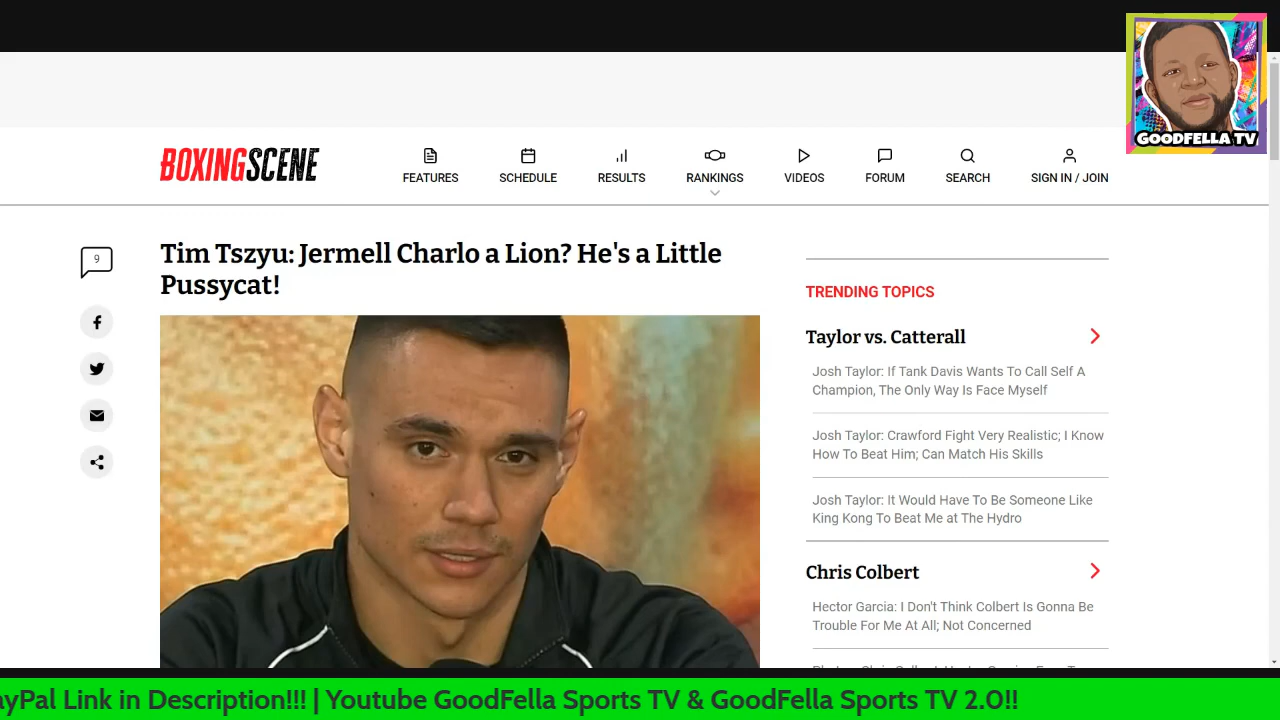 GOODFELLA TV
BOXINGSCENE
FEATURES
SCHEDULE
RESULTS
RANKINGS
VIDEOS
FORUM
SEARCH
SIGN IN / JOIN
9
Tim Tszyu: Jermell Charlo a Lion? He's a Little
Pussycat!
TRENDING TOPICS
Taylor vs. Catterall
Josh Taylor: If Tank Davis Wants To Call Self A
Champion, The Only Way Is Face Myself
Josh Taylor: Crawford Fight Very Realistic; I Know
How To Beat Him; Can Match His Skills
Josh Taylor: It Would Have To Be Someone Like
King Kong To Beat Me at The Hydro
Chris Colbert
Hector Garcia: I Don't Think Colbert Is Gonna Be
Trouble For Me At All; Not Concerned
ayPal Link in Description!!! | Youtube GoodFella Sports TV & GoodFella Sports TV 2.0!!